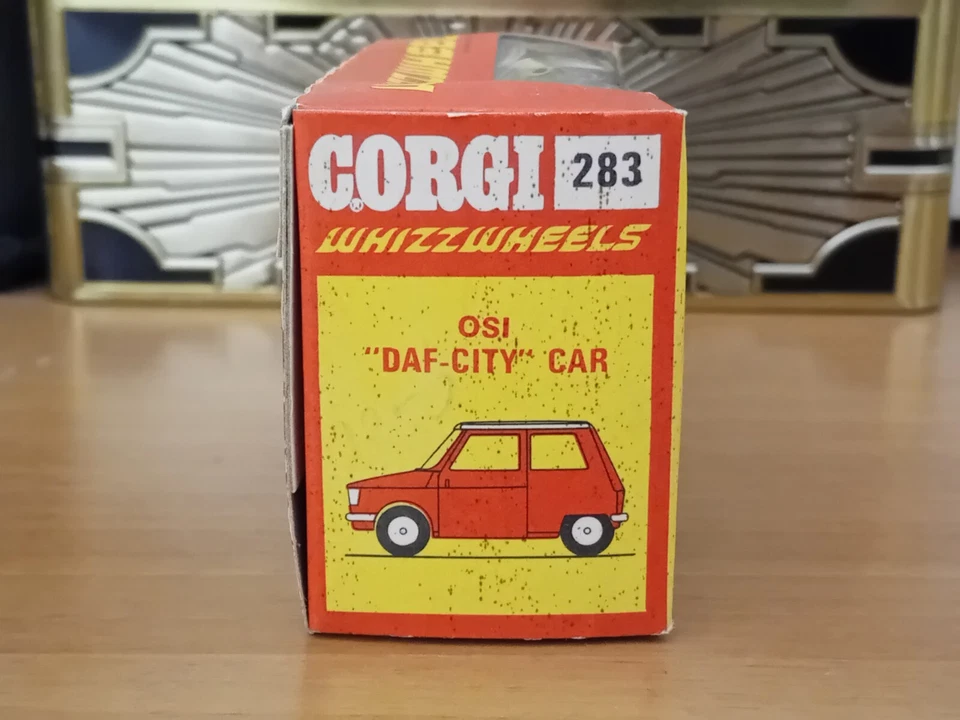 CORGI® 283
WHIZZWHEELS
OSI
"DAF-CITY" CAR